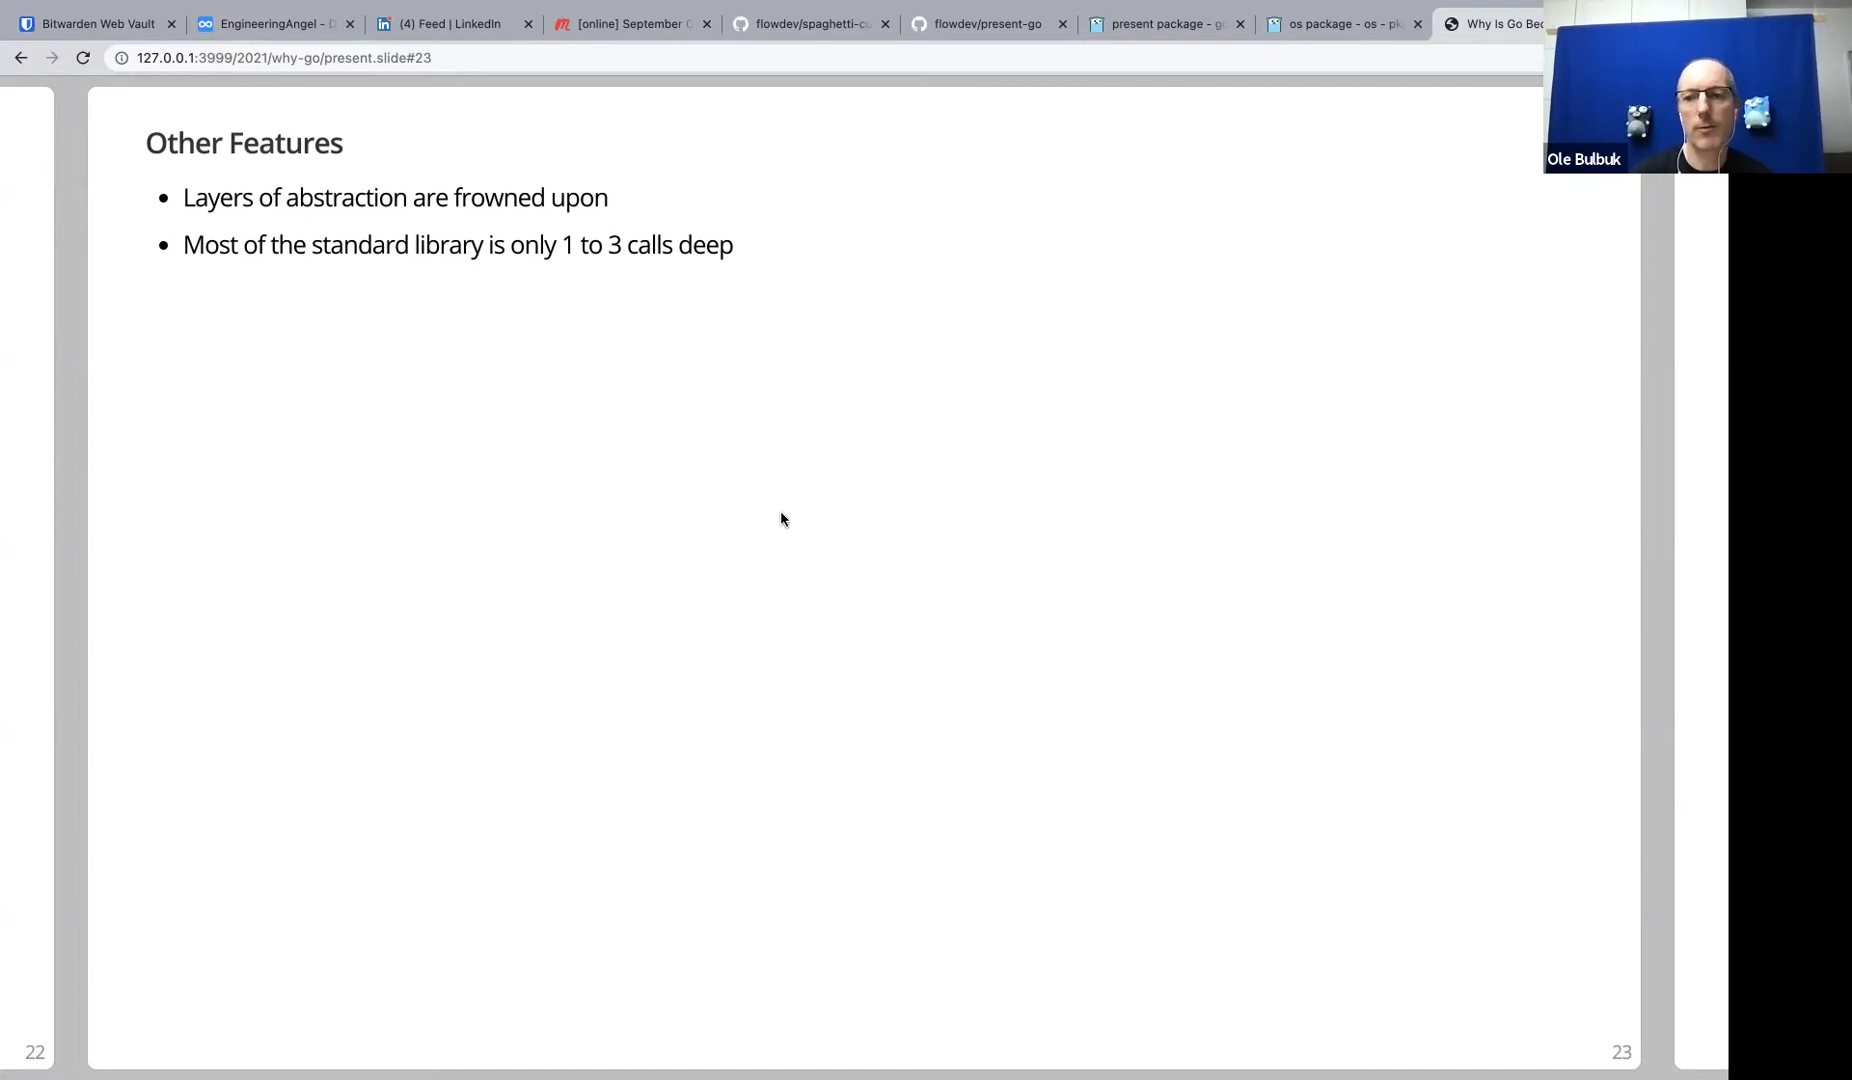 Bitwarden Web Vault
EngineeringAngel - D
(4) Feed | LinkedIn
[online] September
flowdev/spaghetti-cu
flowdev/present-go
present package - go
os package - os - pk
Why Is Go Bec
127.0.0.1:3999/2021/why-go/present.slide#23
Ole Bulbuk
Other Features
• Layers of abstraction are frowned upon
• Most of the standard library is only 1 to 3 calls deep
22
23